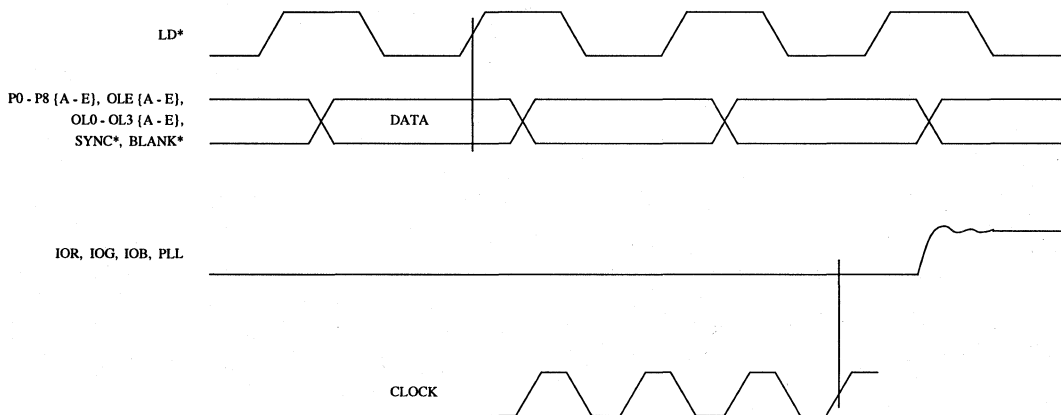 LD*
P0 - P8 {A - E}, OLE {A - E},
OL0 - OL3 {A - E},
SYNC*, BLANK*
DATA
IOR, IOG, IOB, PLL
CLOCK